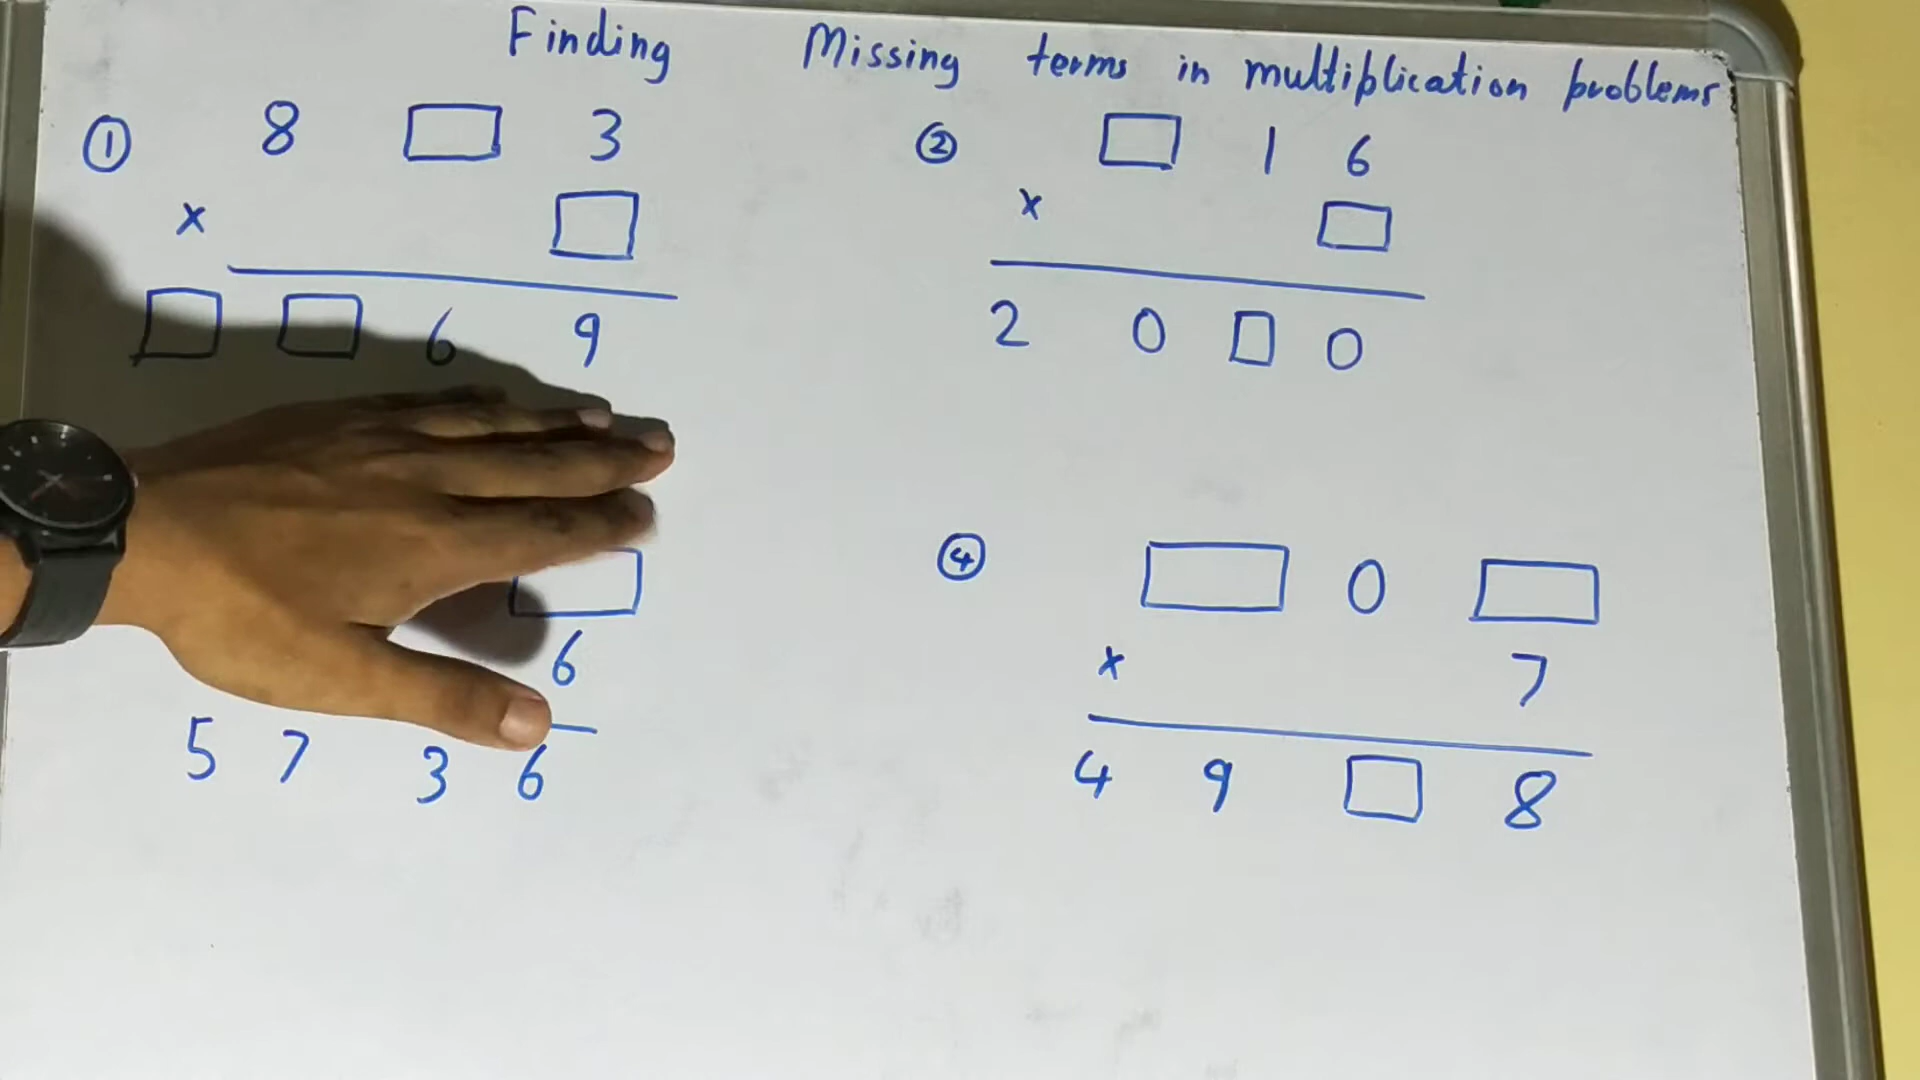 Finding Missing terms in multiplication problems
① 8 □ 3
× □
□ □ 6 9
② □ 1 6
× □
2 0 □ 0
□
6
5 7 3 6
④ □ 0 □
× 7
4 9 □ 8